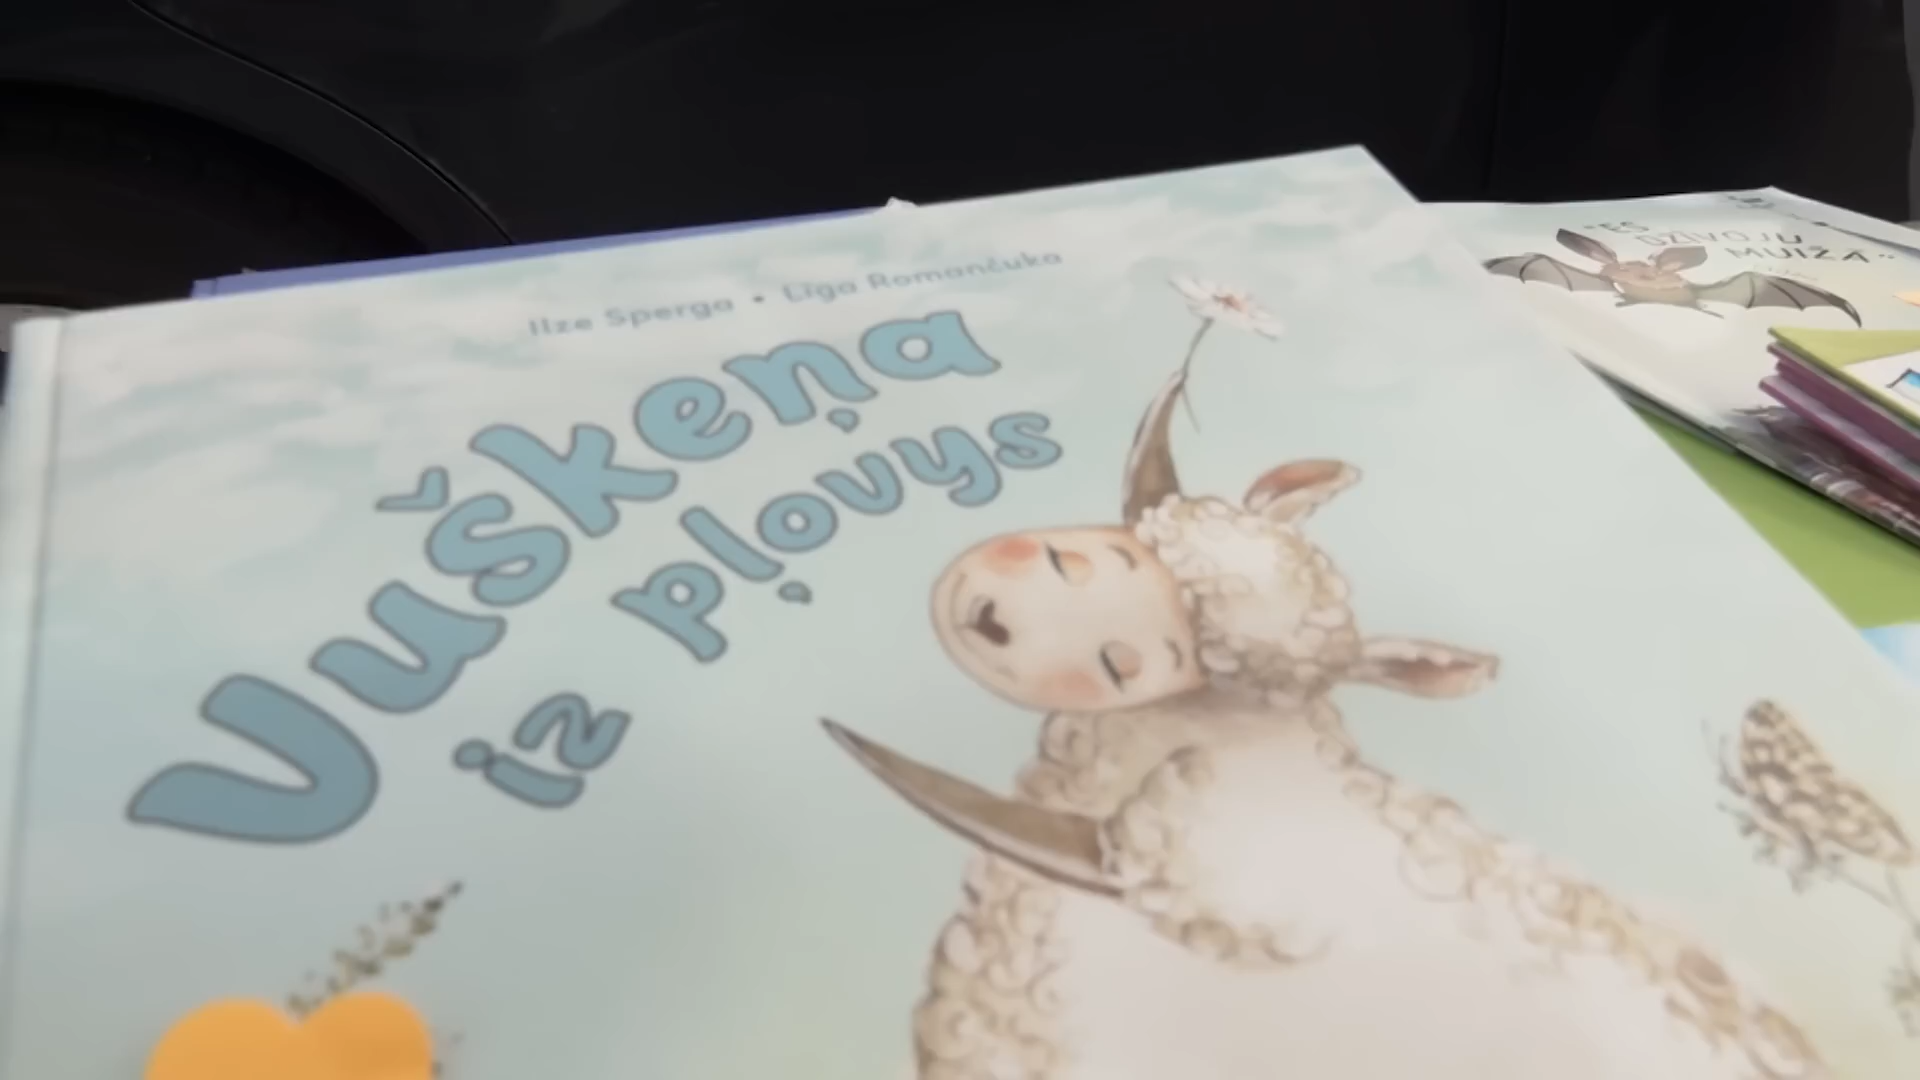 Ilze Sperga • Līga Romančuka
Vuškeņa
iz pļovys
"ES
DZĪVOJU
MUIŽĀ"